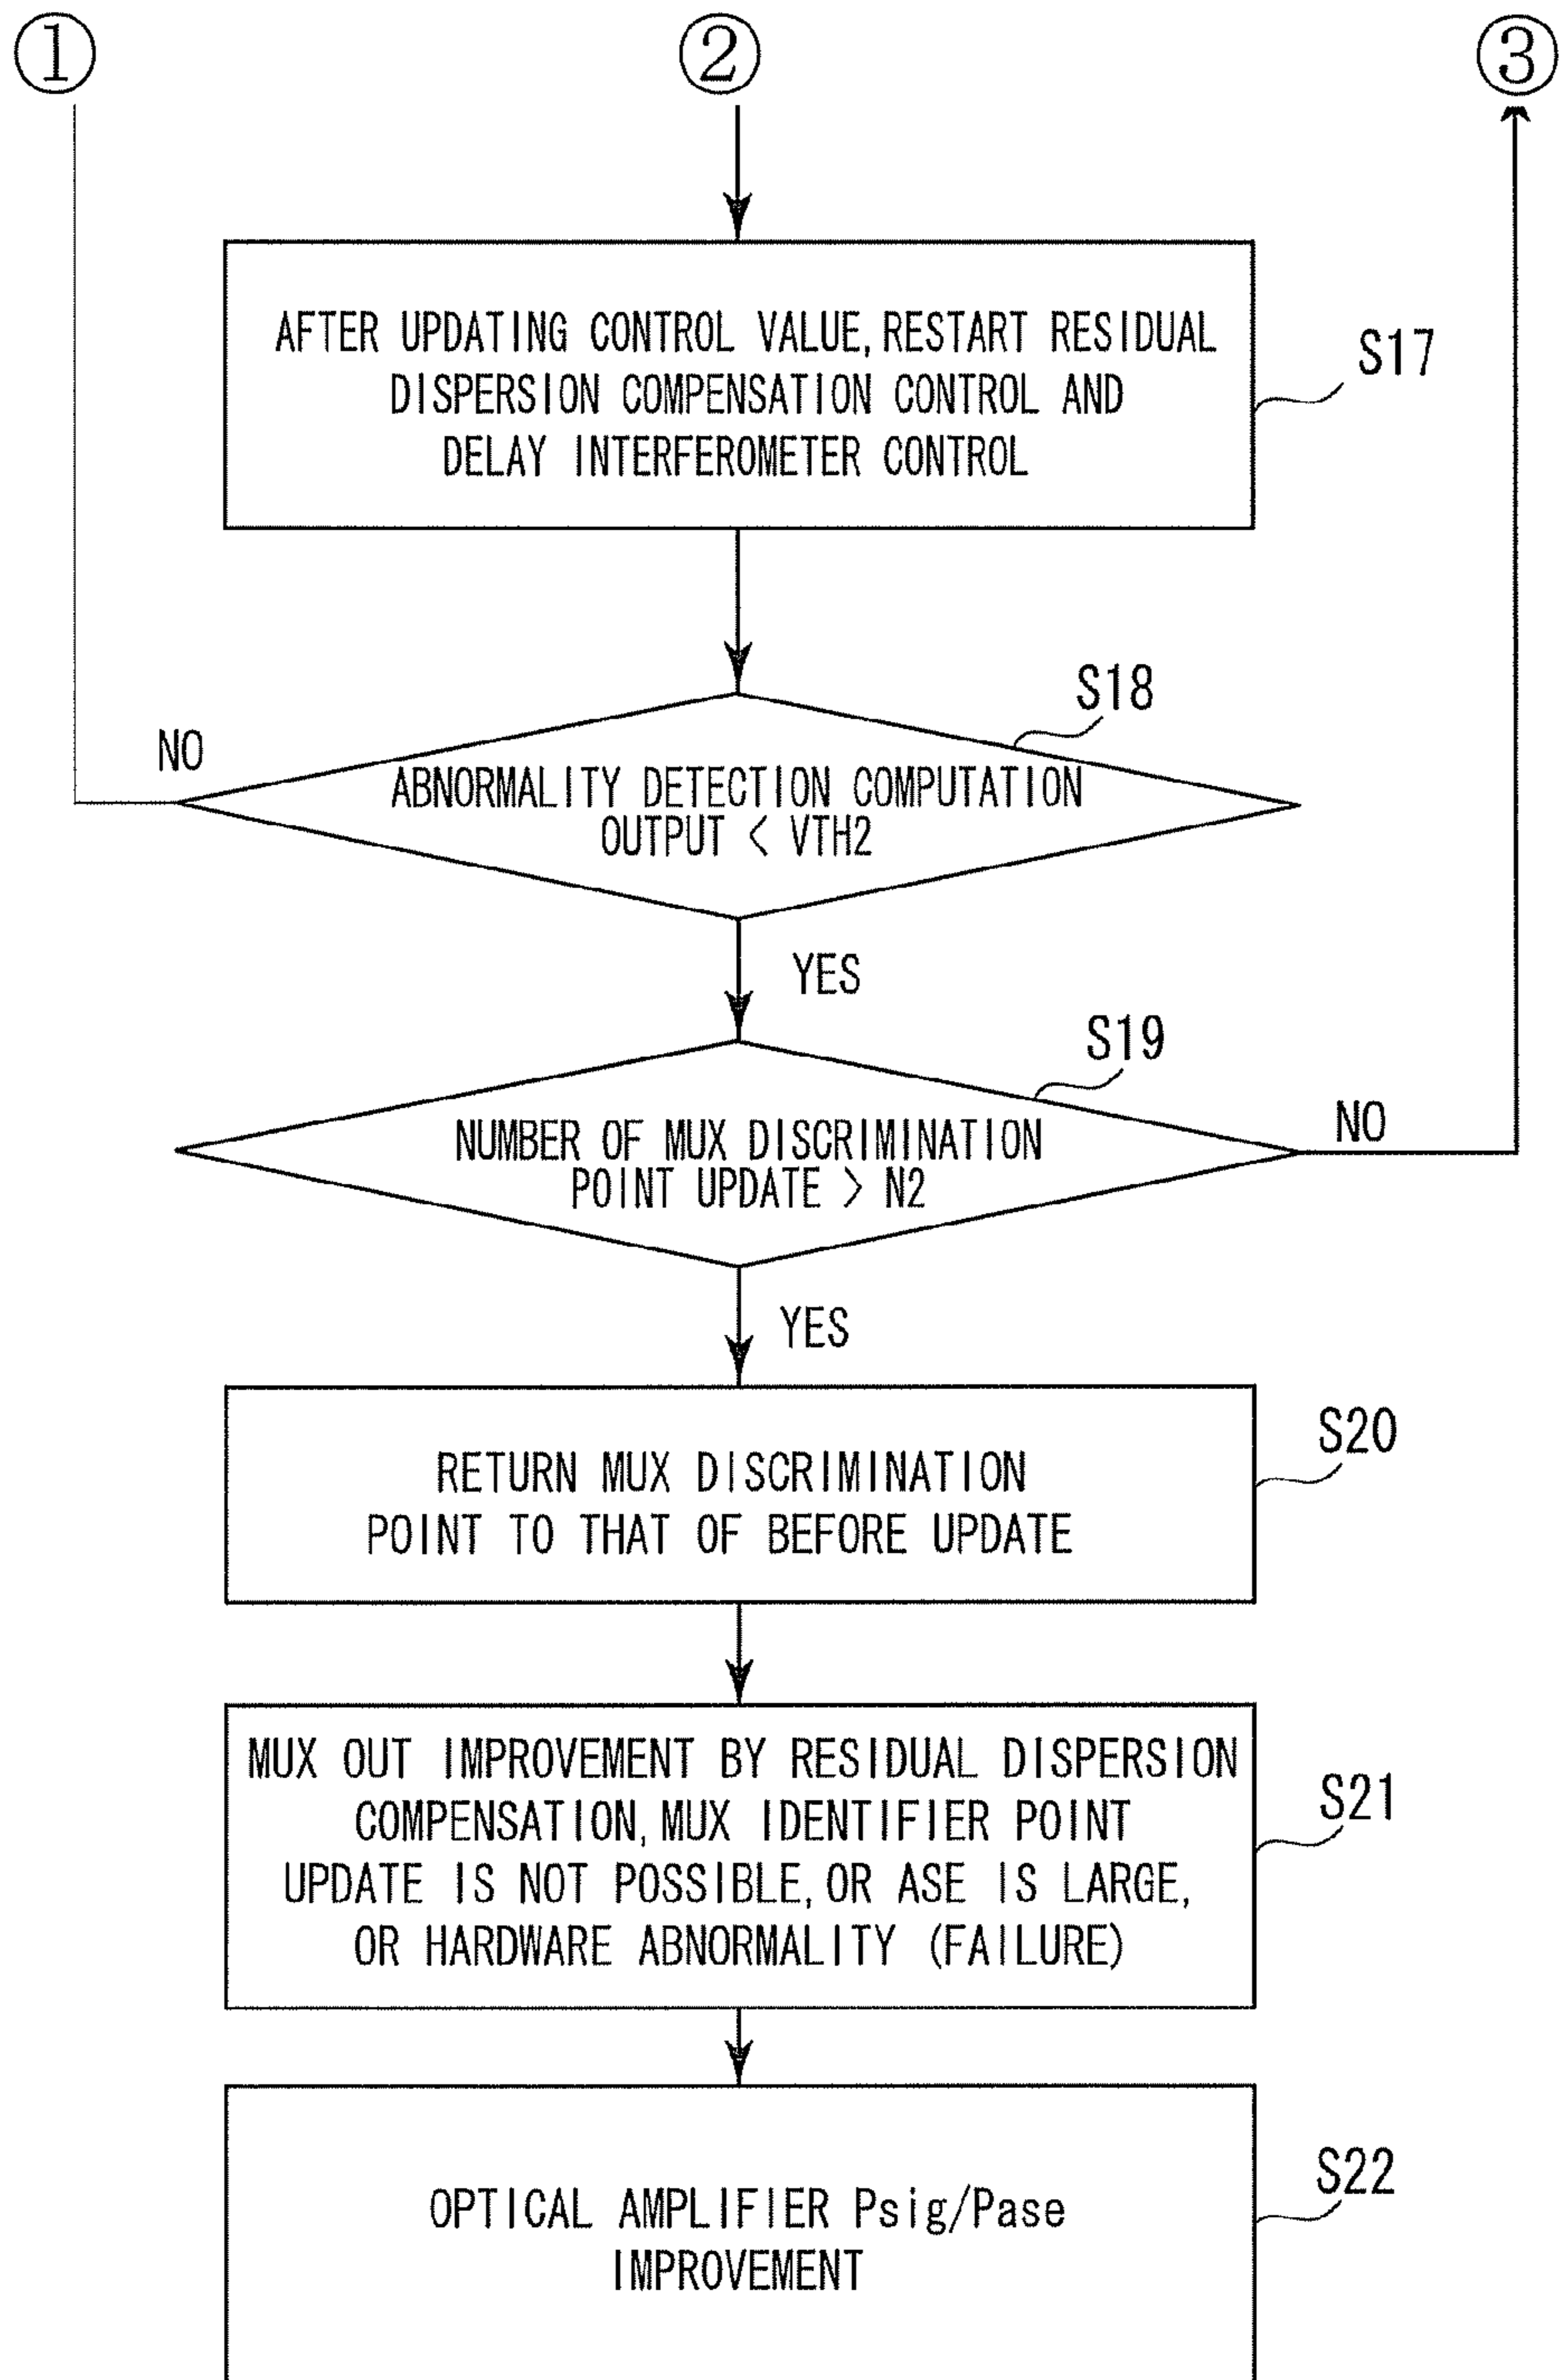 ① ② ③
AFTER UPDATING CONTROL VALUE, RESTART RESIDUAL
DISPERSION COMPENSATION CONTROL AND
DELAY INTERFEROMETER CONTROL
S17
S18
NO
ABNORMALITY DETECTION COMPUTATION
OUTPUT < VTH2
YES
S19
NUMBER OF MUX DISCRIMINATION
POINT UPDATE > N2
NO
YES
RETURN MUX DISCRIMINATION
POINT TO THAT OF BEFORE UPDATE
S20
MUX OUT IMPROVEMENT BY RESIDUAL DISPERSION
COMPENSATION, MUX IDENTIFIER POINT
UPDATE IS NOT POSSIBLE, OR ASE IS LARGE,
OR HARDWARE ABNORMALITY (FAILURE)
S21
OPTICAL AMPLIFIER Psig/Pase
IMPROVEMENT
S22